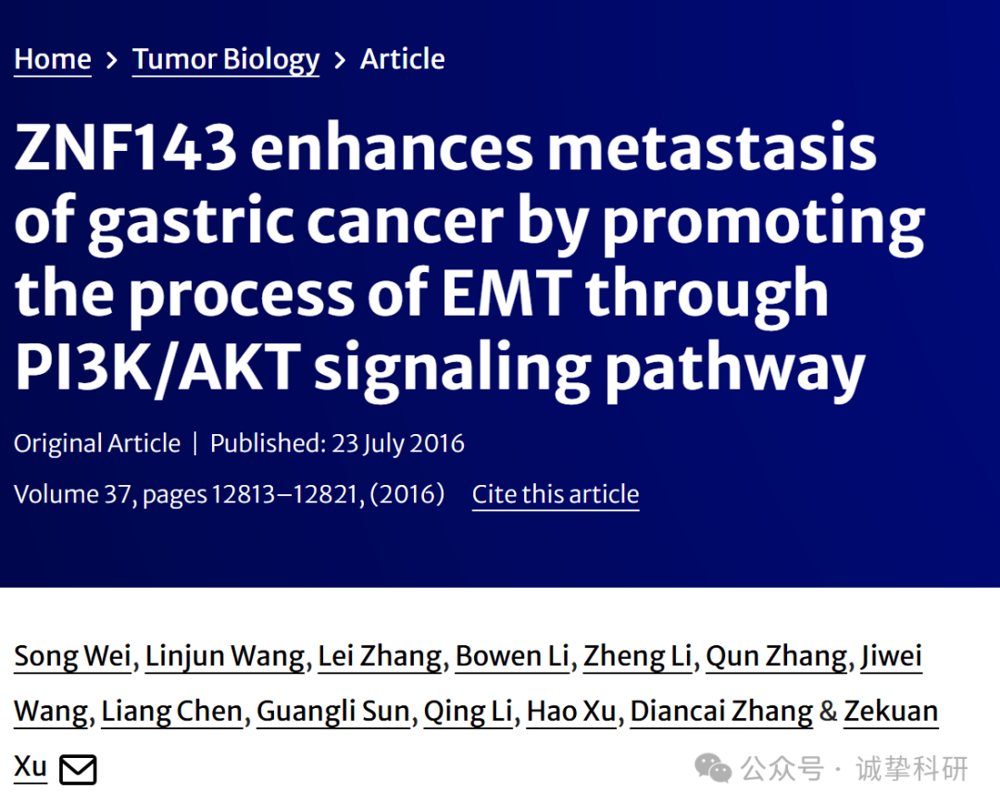 Home > Tumor Biology > Article
ZNF143 enhances metastasis
of gastric cancer by promoting
the process of EMT through
PI3K/AKT signaling pathway
Original Article | Published: 23 July 2016
Volume 37, pages 12813–12821, (2016) Cite this article
Song Wei, Linjun Wang, Lei Zhang, Bowen Li, Zheng Li, Qun Zhang, Jiwei
Wang, Liang Chen, Guangli Sun, Qing Li, Hao Xu, Diancai Zhang & Zekuan
Xu
公众号 · 诚挚科研